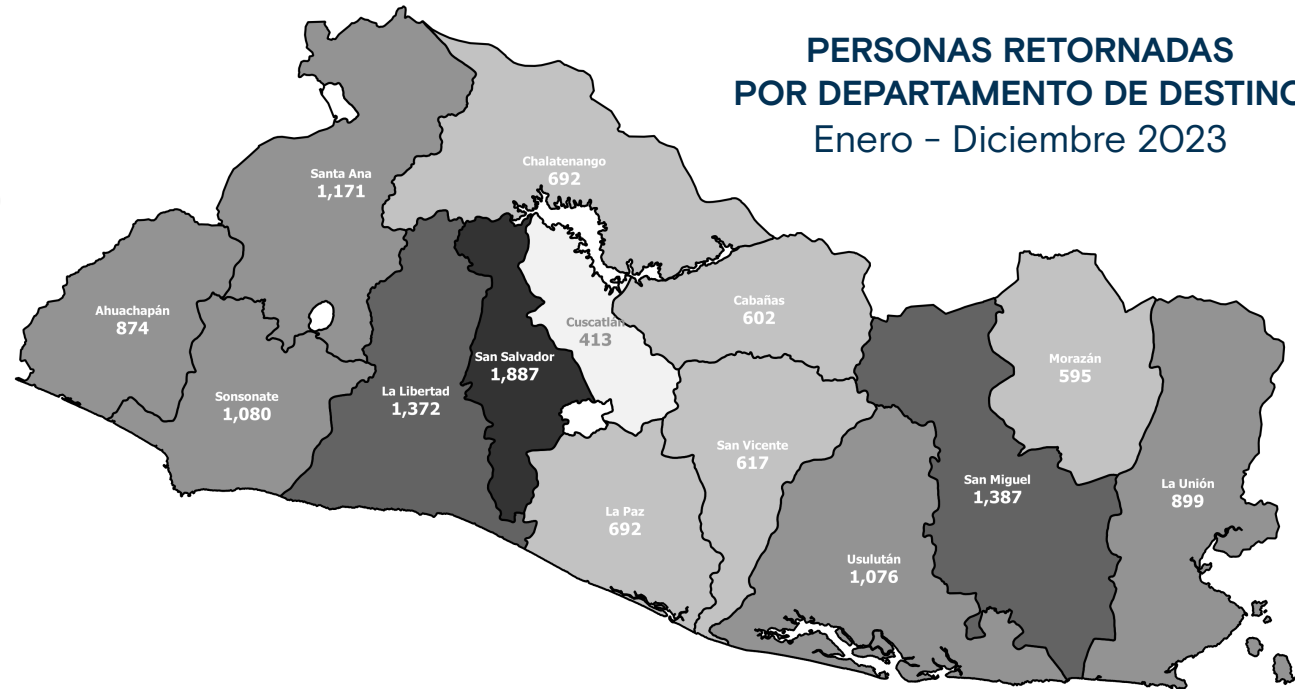 PERSONAS RETORNADAS
POR DEPARTAMENTO DE DESTINO
Enero - Diciembre 2023
Chalatenango
692
Santa Ana
1,171
Ahuachapán
874
Cabañas
602
Cuscatlán
413
San Salvador
1,887
Morazán
595
La Libertad
1,372
Sonsonate
1,080
San Vicente
617
San Miguel
1,387
La Unión
899
La Paz
692
Usulután
1,076